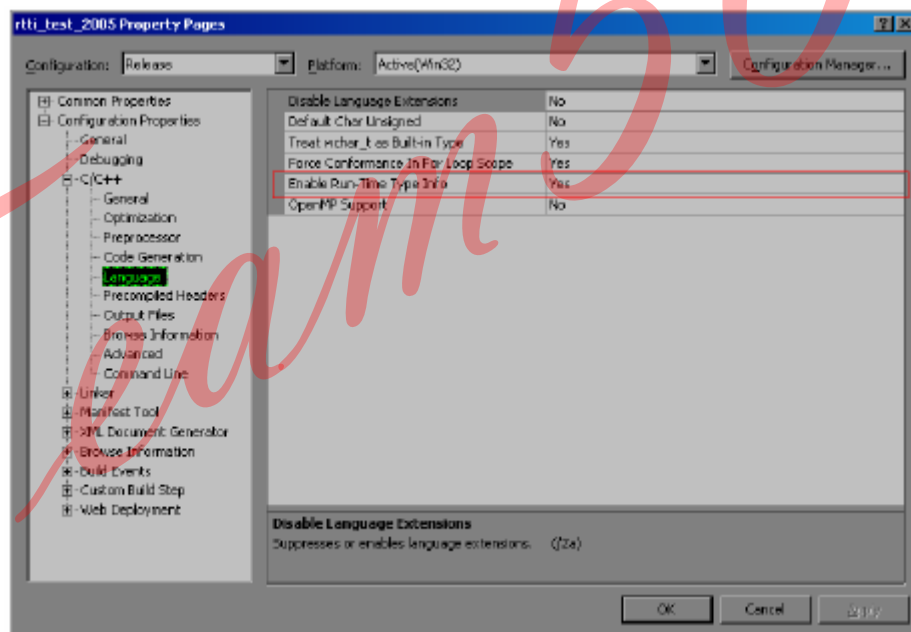 rtti_test_2005 Property Pages
Configuration: Release
Platform: Active(Win32)
Configuration Manager...
Common Properties
Configuration Properties
General
Debugging
C/C++
General
Optimization
Preprocessor
Code Generation
Language
Precompiled Headers
Output Files
Browse Information
Advanced
Command Line
Linker
Manifest Tool
XML Document Generator
Browse Information
Build Events
Custom Build Step
Web Deployment
Disable Language Extensions No
Default Char Unsigned No
Treat wchar_t as Built-in Type Yes
Force Conformance In For Loop Scope Yes
Enable Run-Time Type Info Yes
OpenMP Support No
Disable Language Extensions
Suppresses or enables language extensions. (/Za)
OK Cancel Apply